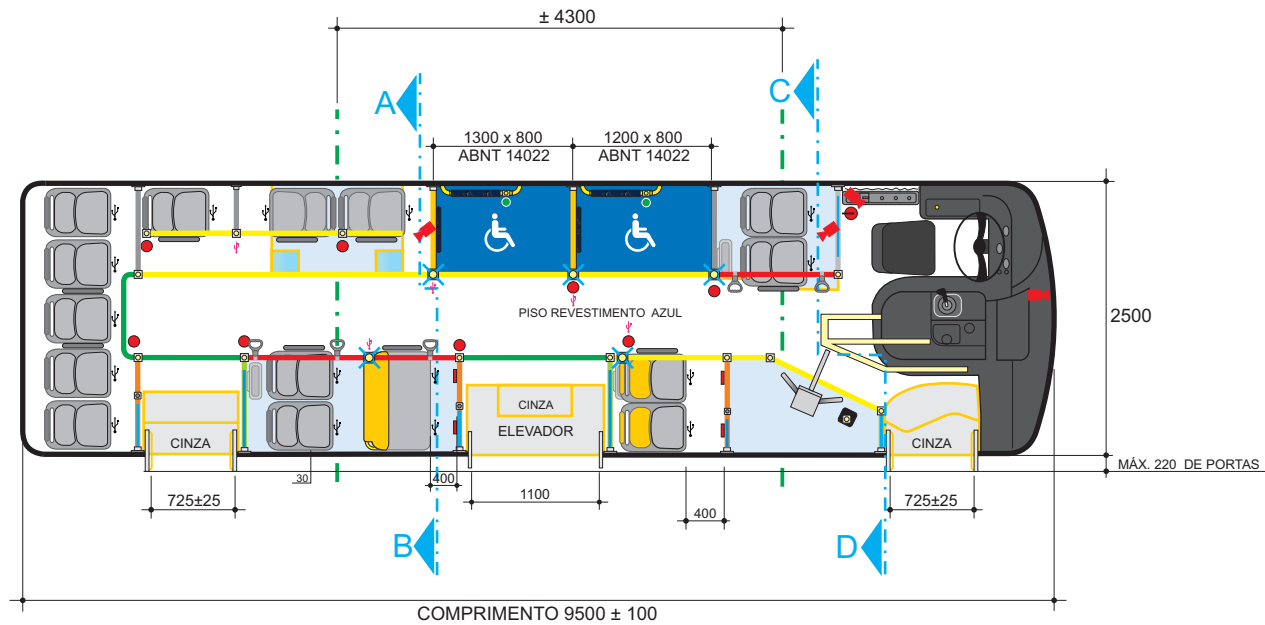 ± 4300
A
C
1300 x 800
ABNT 14022
1200 x 800
ABNT 14022
2500
PISO REVESTIMENTO AZUL
CINZA
CINZA
ELEVADOR
CINZA
MÁX. 220 DE PORTAS
30
400
725±25
1100
400
725±25
B
D
COMPRIMENTO 9500 ± 100